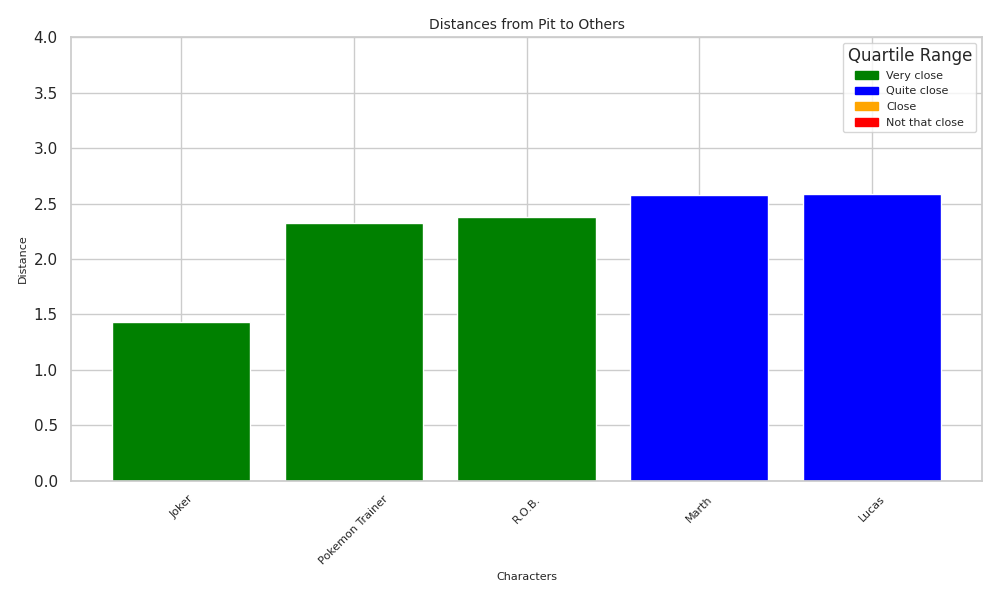 Distances from Pit to Others
Quartile Range
Very close
Quite close
Close
Not that close
Distance
4.0
3.5
3.0
2.5
2.0
1.5
1.0
0.5
0.0
Joker
Pokemon Trainer
R.O.B.
Marth
Lucas
Characters